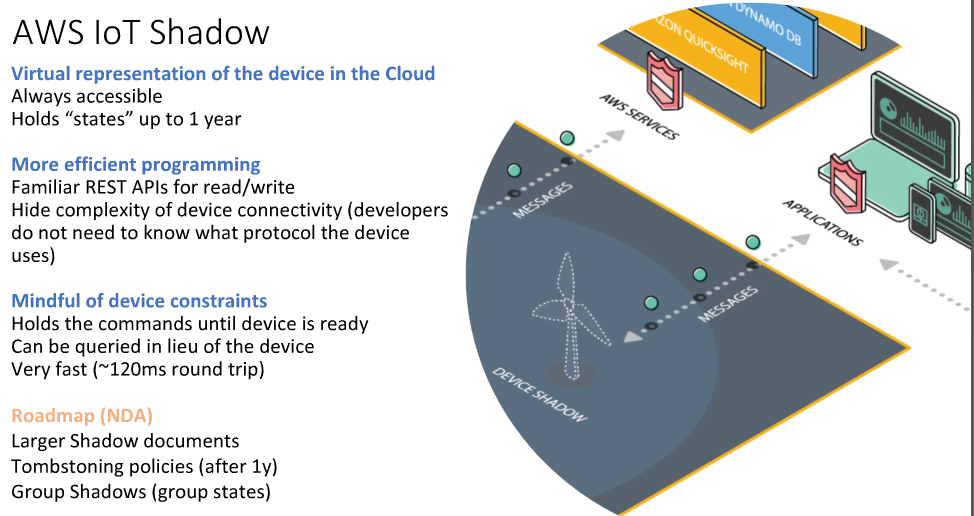 AWS IoT Shadow
Virtual representation of the device in the Cloud
Always accessible
Holds “states” up to 1 year
More efficient programming
Familiar REST APIs for read/write
Hide complexity of device connectivity (developers
do not need to know what protocol the device
uses)
Mindful of device constraints
Holds the commands until device is ready
Can be queried in lieu of the device
Very fast (~120ms round trip)
Roadmap (NDA)
Larger Shadow documents
Tombstoning policies (after 1y)
Group Shadows (group states)
DYNAMO DB
QUICKSIGHT
AWS SERVICES
MESSAGES
APPLICATIONS
MESSAGES
DEVICE SHADOW